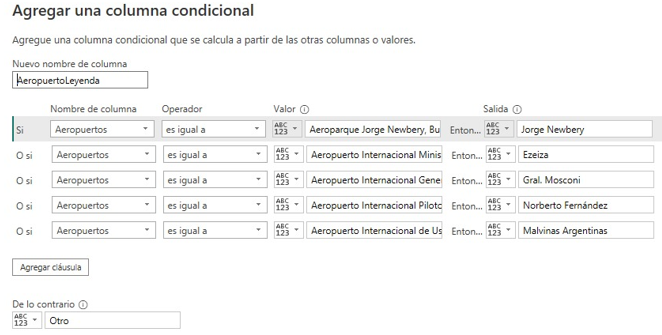 Agregar una columna condicional
Agregue una columna condicional que se calcula a partir de las otras columnas o valores.
Nuevo nombre de columna
AeropuertoLeyenda
Nombre de columna Operador Valor Salida
Si Aeropuertos es igual a ABC 123 Aeroparque Jorge Newbery, Bu Enton... ABC 123 Jorge Newbery
O si Aeropuertos es igual a ABC 123 Aeropuerto Internacional Minis Enton... ABC 123 Ezeiza
O si Aeropuertos es igual a ABC 123 Aeropuerto Internacional Gene Enton... ABC 123 Gral. Mosconi
O si Aeropuertos es igual a ABC 123 Aeropuerto Internacional Piloto Enton... ABC 123 Norberto Fernández
O si Aeropuertos es igual a ABC 123 Aeropuerto Internacional de Us Enton... ABC 123 Malvinas Argentinas
Agregar cláusula
De lo contrario
ABC 123 Otro